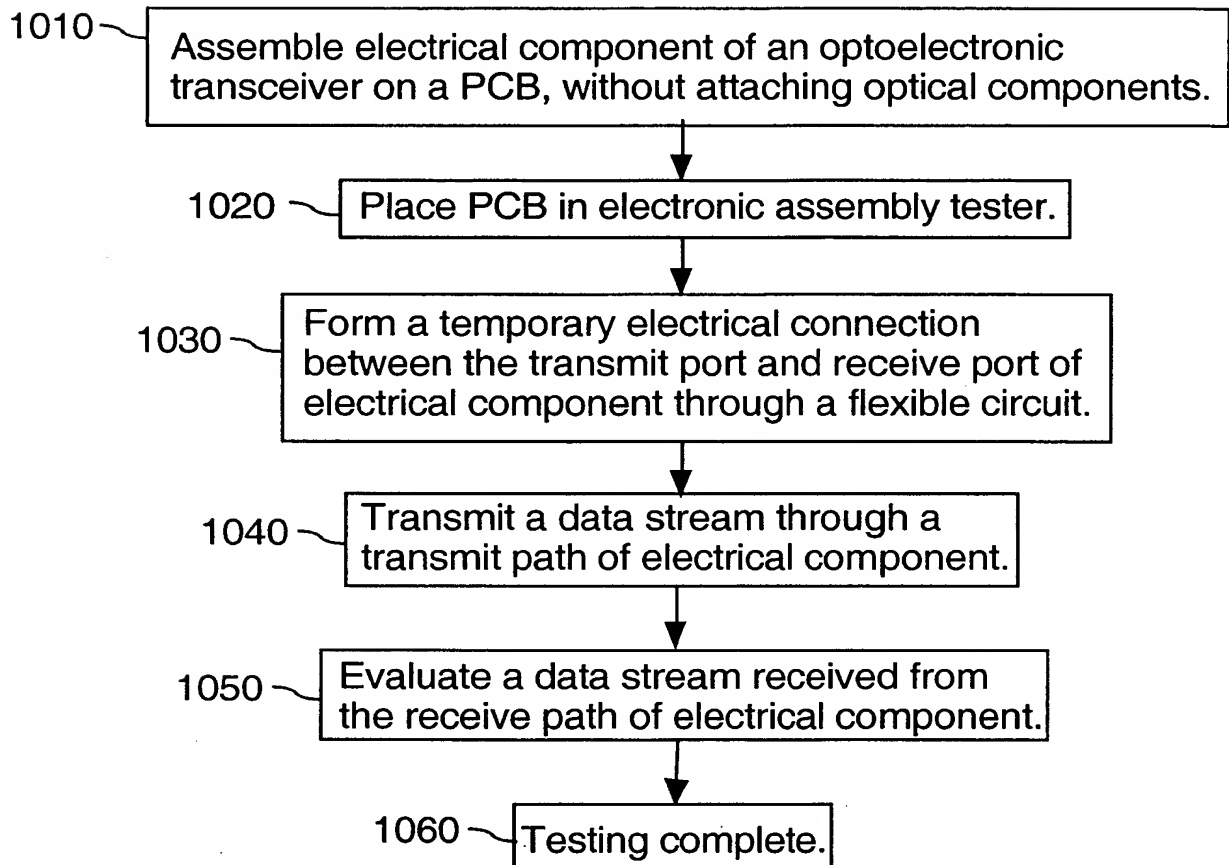 1010
Assemble electrical component of an optoelectronic
transceiver on a PCB, without attaching optical components.
1020
Place PCB in electronic assembly tester.
1030
Form a temporary electrical connection
between the transmit port and receive port of
electrical component through a flexible circuit.
1040
Transmit a data stream through a
transmit path of electrical component.
1050
Evaluate a data stream received from
the receive path of electrical component.
1060
Testing complete.